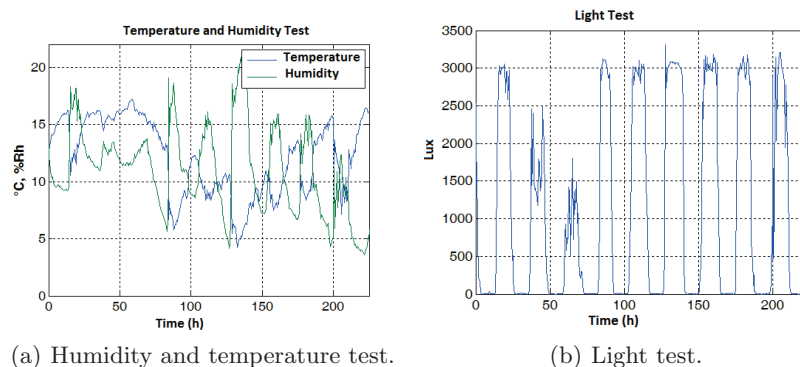 Temperature and Humidity Test
Temperature
Humidity
°C, %Rh
20
15
10
5
0
0 50 100 150 200
Time (h)
(a) Humidity and temperature test.
Light Test
Lux
3500
3000
2500
2000
1500
1000
500
0
0 50 100 150 200
Time (h)
(b) Light test.